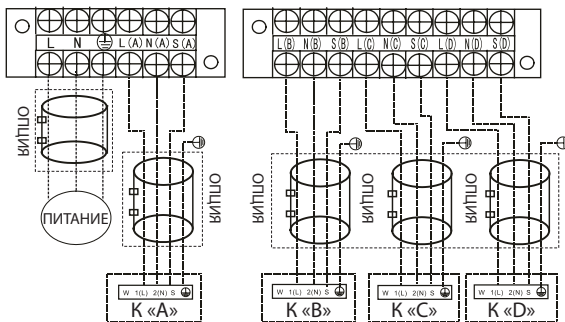 L N L(A) N(A) S(A)
L(B) N(B) S(B) L(C) N(C) S(C) L(D) N(D) S(D)
ОПЦИЯ
ПИТАНИЕ
ОПЦИЯ
ОПЦИЯ
ОПЦИЯ
ОПЦИЯ
W 1(L) 2(N) S
К «A»
W 1(L) 2(N) S
К «B»
W 1(L) 2(N) S
К «C»
W 1(L) 2(N) S
К «D»